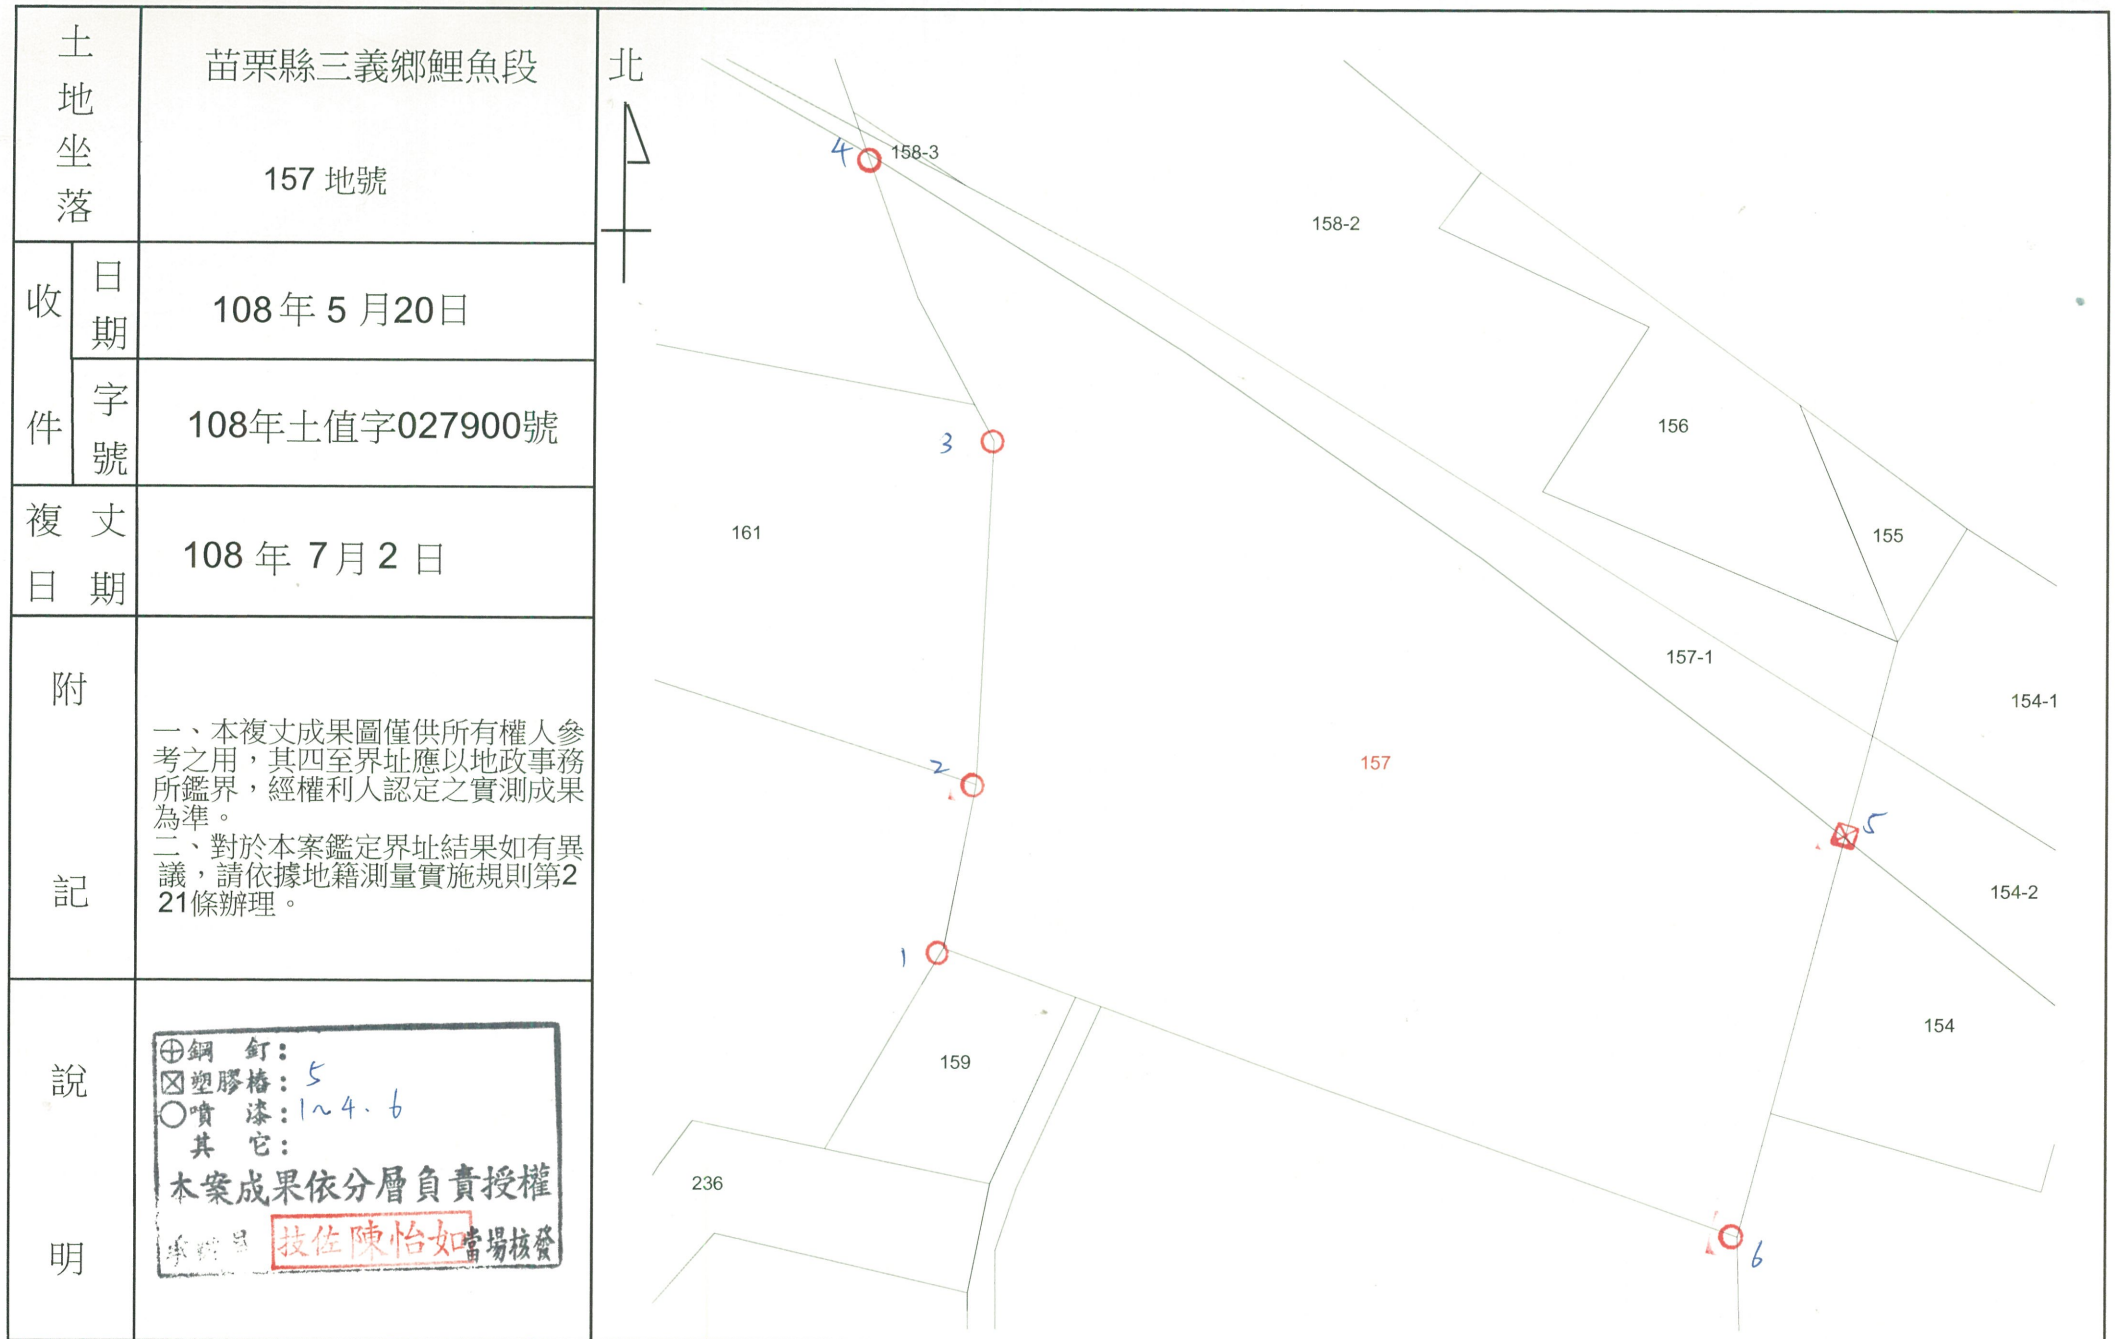 土地坐落
苗栗縣三義鄉鯉魚段
157 地號
收件
日期
108 年 5 月20日
字號
108年土值字027900號
複丈日期
108 年 7月 2 日
附記
一、本複丈成果圖僅供所有權人參
考之用，其四至界址應以地政事務
所鑑界，經權利人認定之實測成果
為準。
二、對於本案鑑定界址結果如有異
議，請依據地籍測量實施規則第2
21條辦理。
說明
⊕鋼 釘：
☒塑膠樁：5
○噴 漆：1~4. 6
其 它：
本案成果依分層負責授權
技佐陳怡如當場核發
北
4
158-3
158-2
3
156
161
155
157-1
154-1
2
157
5
154-2
1
154
159
236
6